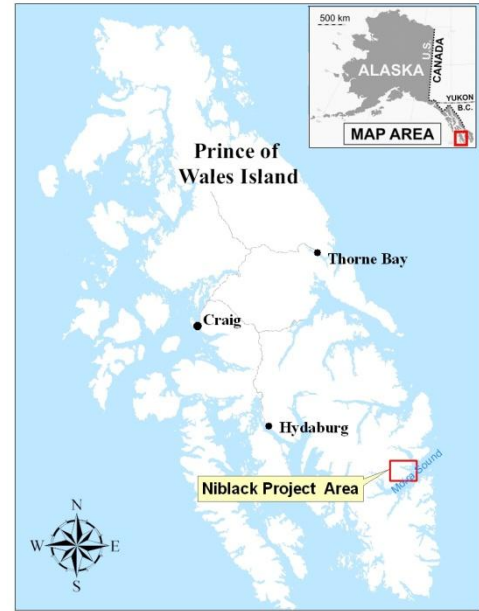 500 km
ALASKA
U.S.
CANADA
YUKON
B.C.
MAP AREA
Prince of
Wales Island
Thorne Bay
Craig
Hydaburg
Niblack Project Area
Moira Sound
N
W
E
S